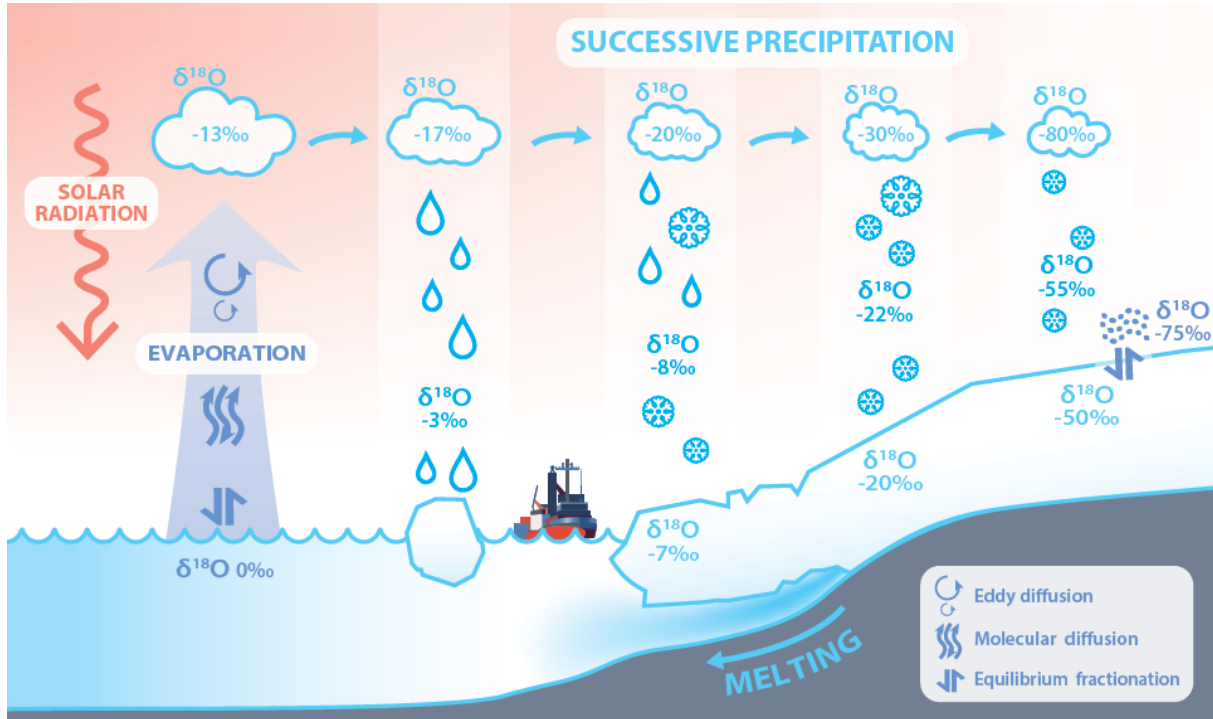 SUCCESSIVE PRECIPITATION
δ¹⁸O
-13‰
δ¹⁸O
-17‰
δ¹⁸O
-20‰
δ¹⁸O
-30‰
δ¹⁸O
-80‰
SOLAR
RADIATION
EVAPORATION
δ¹⁸O
-3‰
δ¹⁸O
-8‰
δ¹⁸O
-22‰
δ¹⁸O
-55‰
δ¹⁸O
-75‰
δ¹⁸O
-50‰
δ¹⁸O
-20‰
δ¹⁸O
-7‰
δ¹⁸O 0‰
MELTING
Eddy diffusion
Molecular diffusion
Equilibrium fractionation